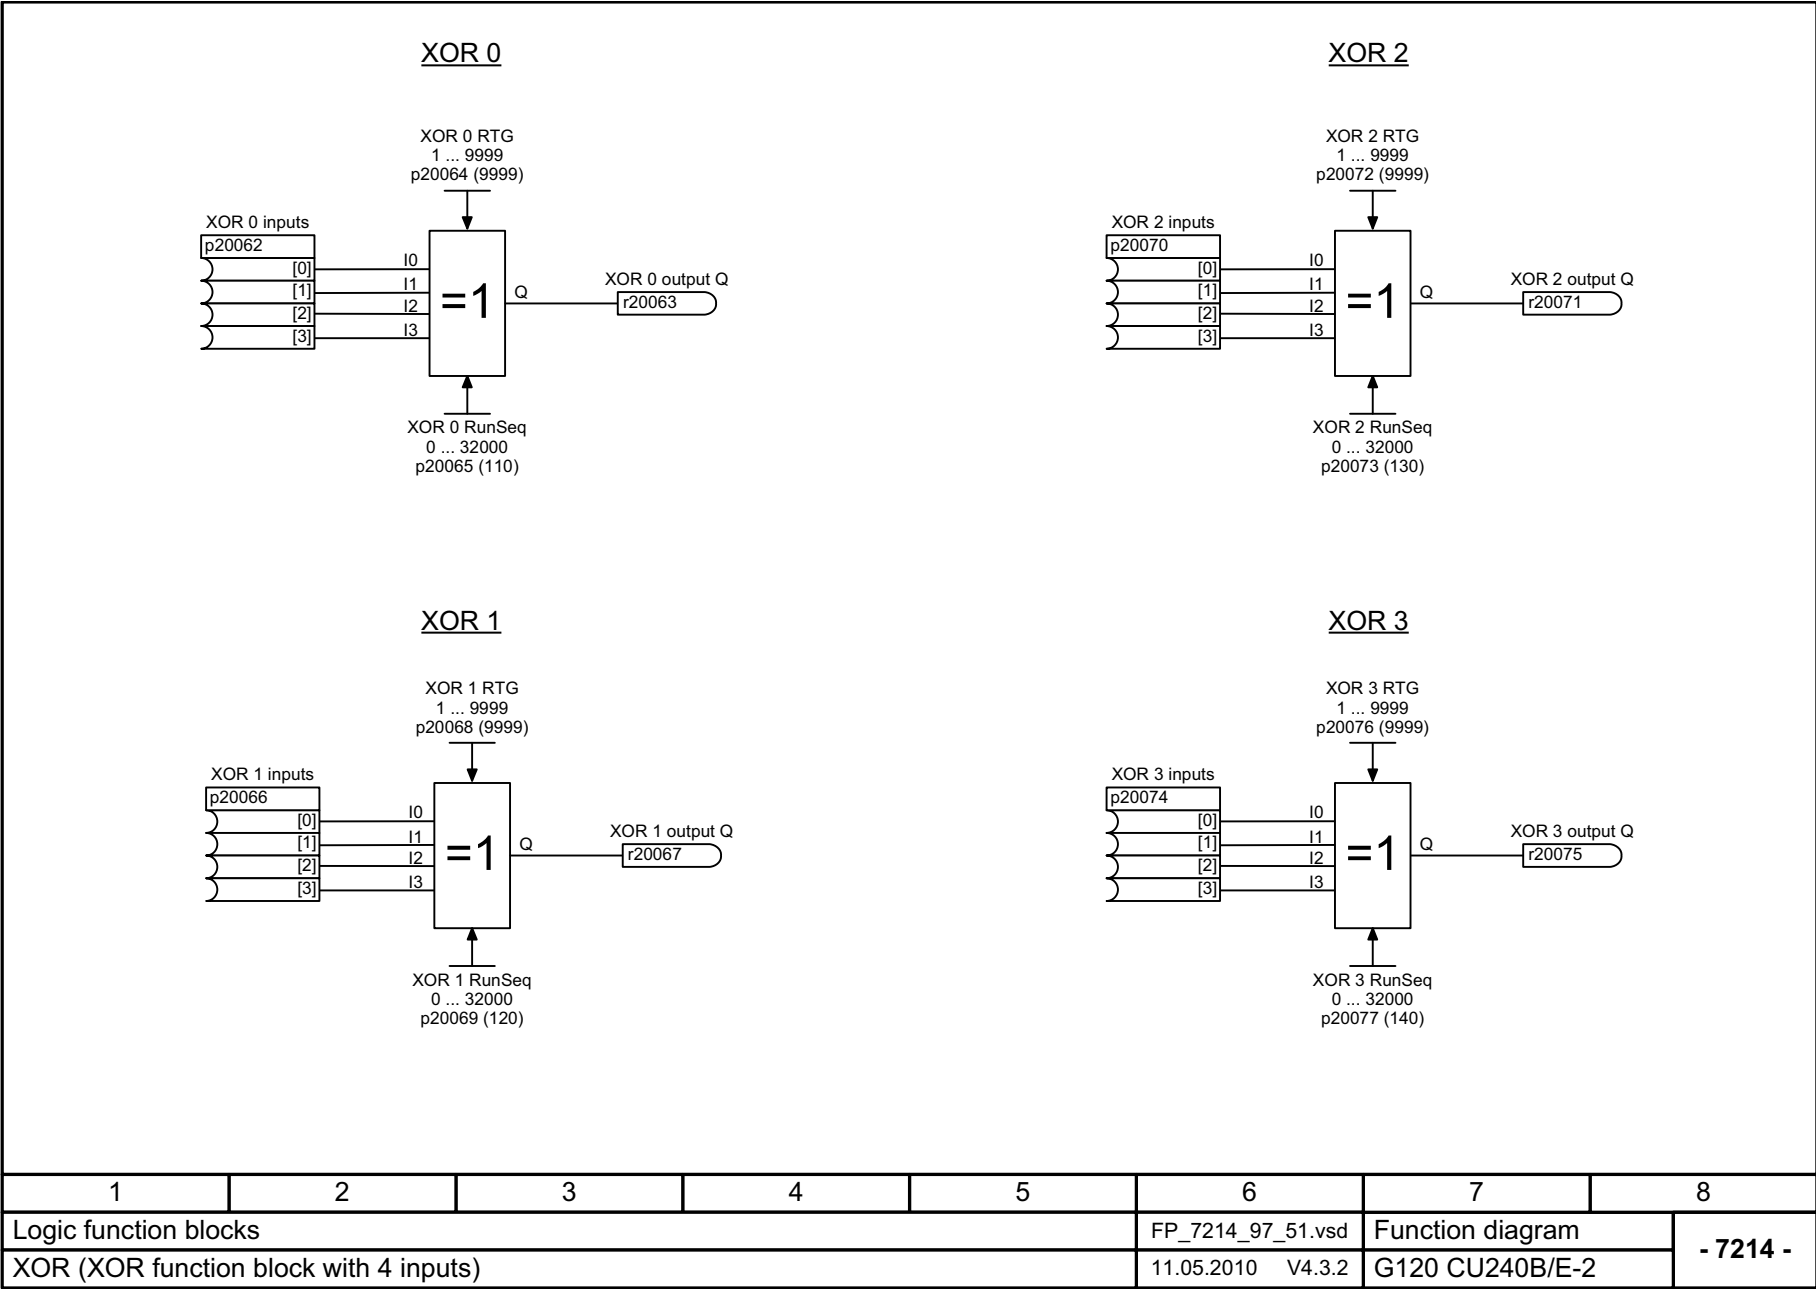 XOR 0
XOR 0 RTG
1 ... 9999
p20064 (9999)
XOR 0 inputs
p20062
[0]
[1]
[2]
[3]
I0
I1
I2
I3
=1
Q
XOR 0 output Q
r20063
XOR 0 RunSeq
0 ... 32000
p20065 (110)
XOR 2
XOR 2 RTG
1 ... 9999
p20072 (9999)
XOR 2 inputs
p20070
[0]
[1]
[2]
[3]
I0
I1
I2
I3
=1
Q
XOR 2 output Q
r20071
XOR 2 RunSeq
0 ... 32000
p20073 (130)
XOR 1
XOR 1 RTG
1 ... 9999
p20068 (9999)
XOR 1 inputs
p20066
[0]
[1]
[2]
[3]
I0
I1
I2
I3
=1
Q
XOR 1 output Q
r20067
XOR 1 RunSeq
0 ... 32000
p20069 (120)
XOR 3
XOR 3 RTG
1 ... 9999
p20076 (9999)
XOR 3 inputs
p20074
[0]
[1]
[2]
[3]
I0
I1
I2
I3
=1
Q
XOR 3 output Q
r20075
XOR 3 RunSeq
0 ... 32000
p20077 (140)
1 2 3 4 5 6 7 8
Logic function blocks
FP_7214_97_51.vsd
Function diagram
- 7214 -
XOR (XOR function block with 4 inputs)
11.05.2010 V4.3.2
G120 CU240B/E-2